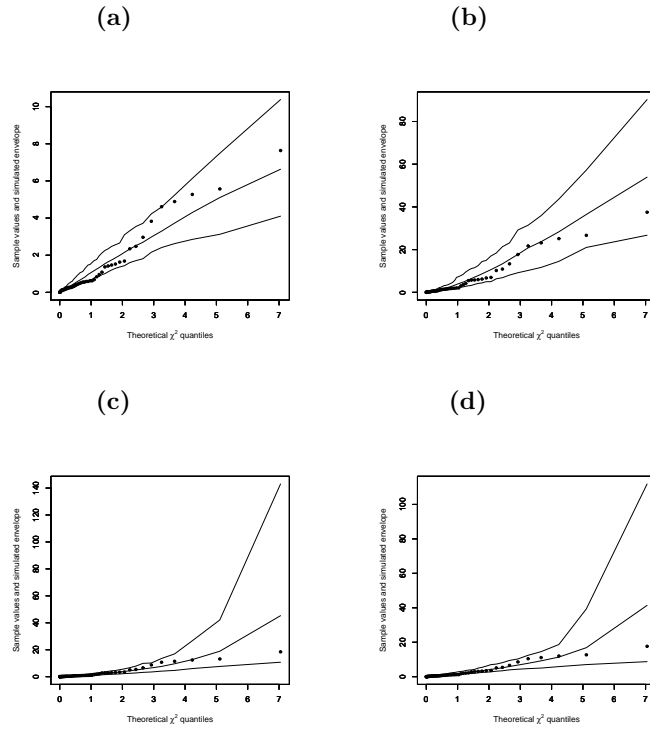 (a)
(b)
Sample values and simulated envelope
0 2 4 6 8 10
0 1 2 3 4 5 6 7
Theoretical χ² quantiles
Sample values and simulated envelope
0 20 40 60 80
0 1 2 3 4 5 6 7
Theoretical χ² quantiles
(c)
(d)
Sample values and simulated envelope
0 20 40 60 80 100 120 140
0 1 2 3 4 5 6 7
Theoretical χ² quantiles
Sample values and simulated envelope
0 20 40 60 80 100
0 1 2 3 4 5 6 7
Theoretical χ² quantiles